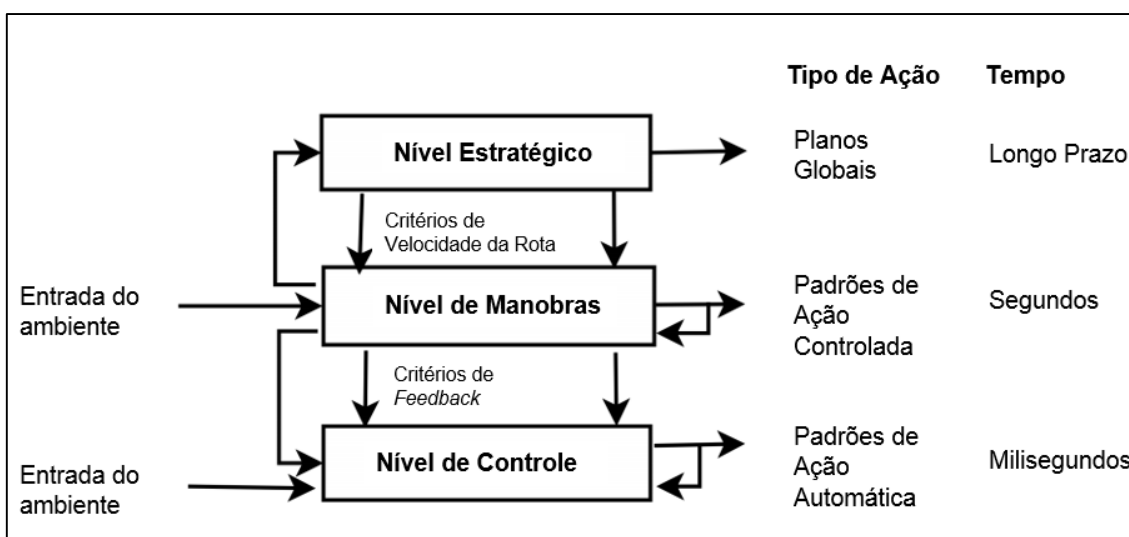 Tipo de Ação Tempo
Nível Estratégico
Planos
Globais
Longo Prazo
Critérios de
Velocidade da Rota
Entrada do
ambiente
Nível de Manobras
Padrões de
Ação
Controlada
Segundos
Critérios de
Feedback
Entrada do
ambiente
Nível de Controle
Padrões de
Ação
Automática
Milisegundos